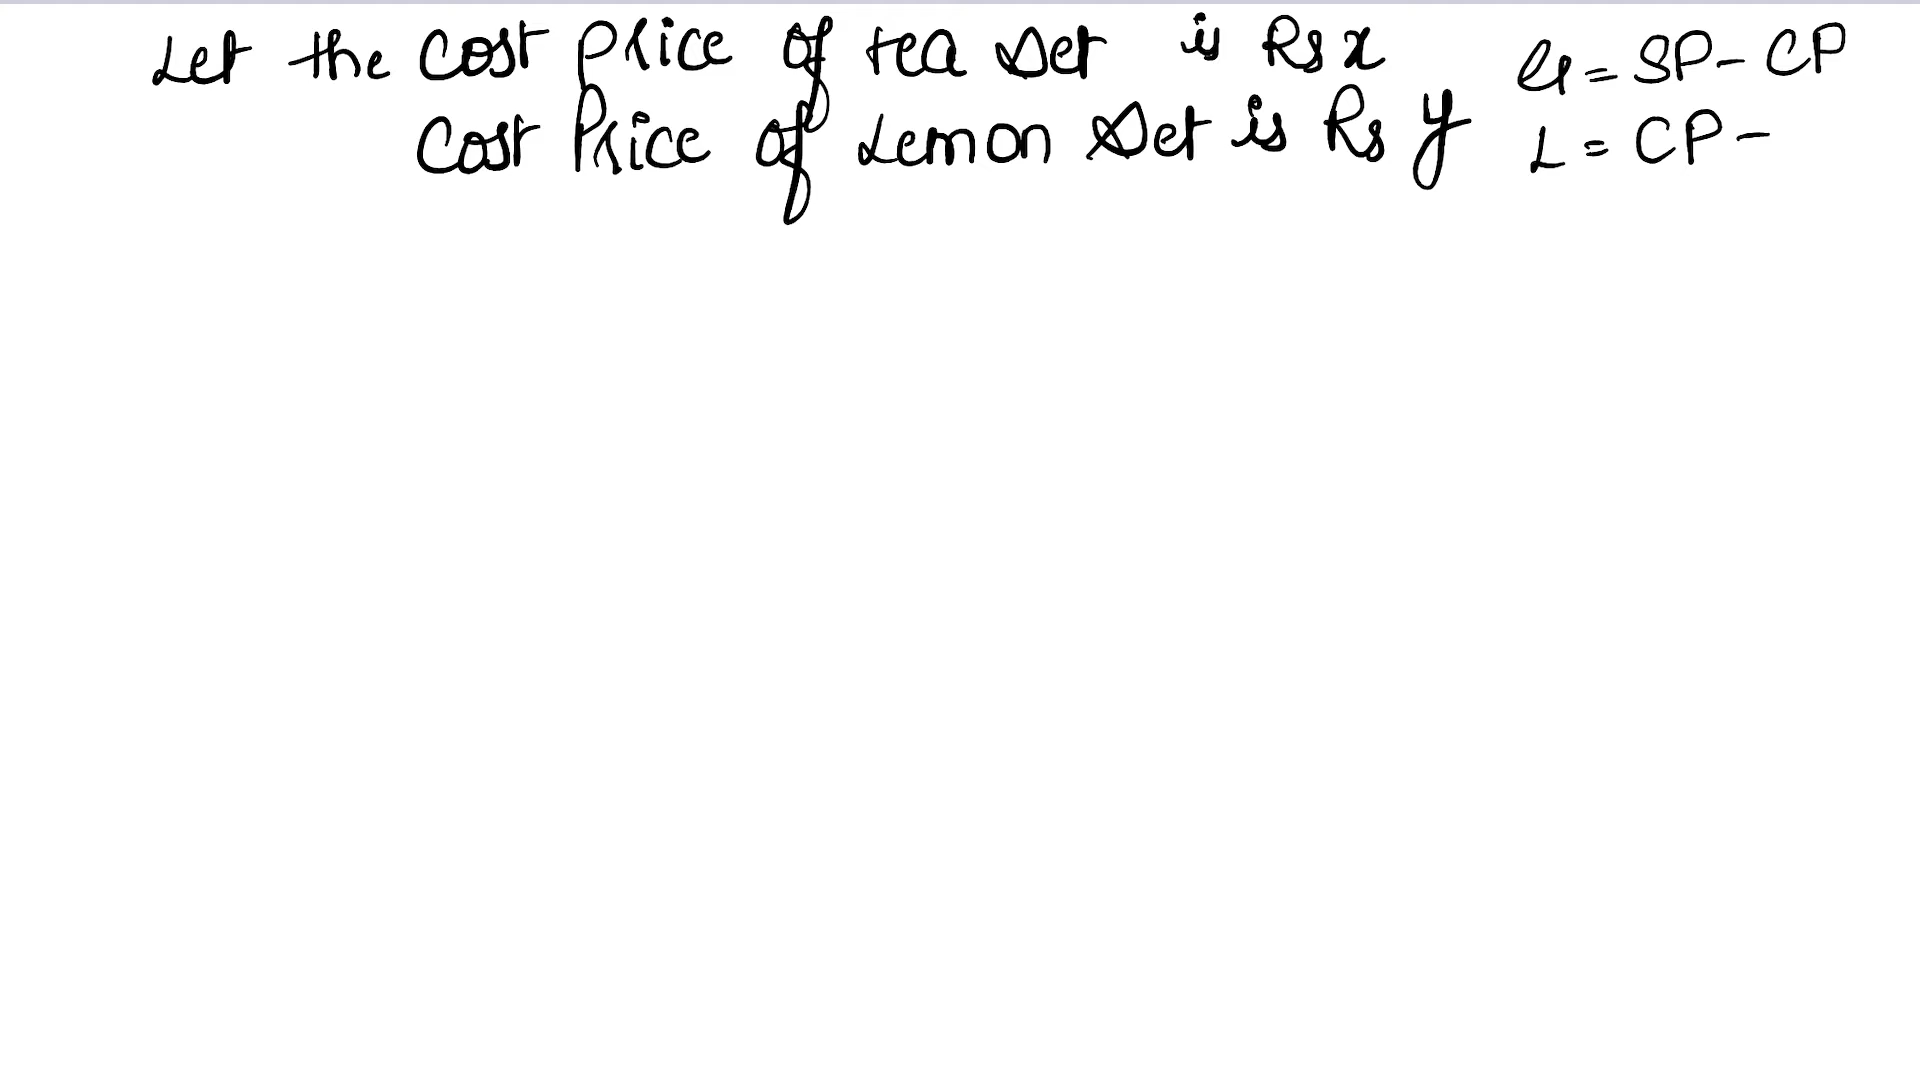 Let the cost price of tea set is Rs x
G = SP - CP
Cost Price of Lemon Set is Rs y
L = CP -